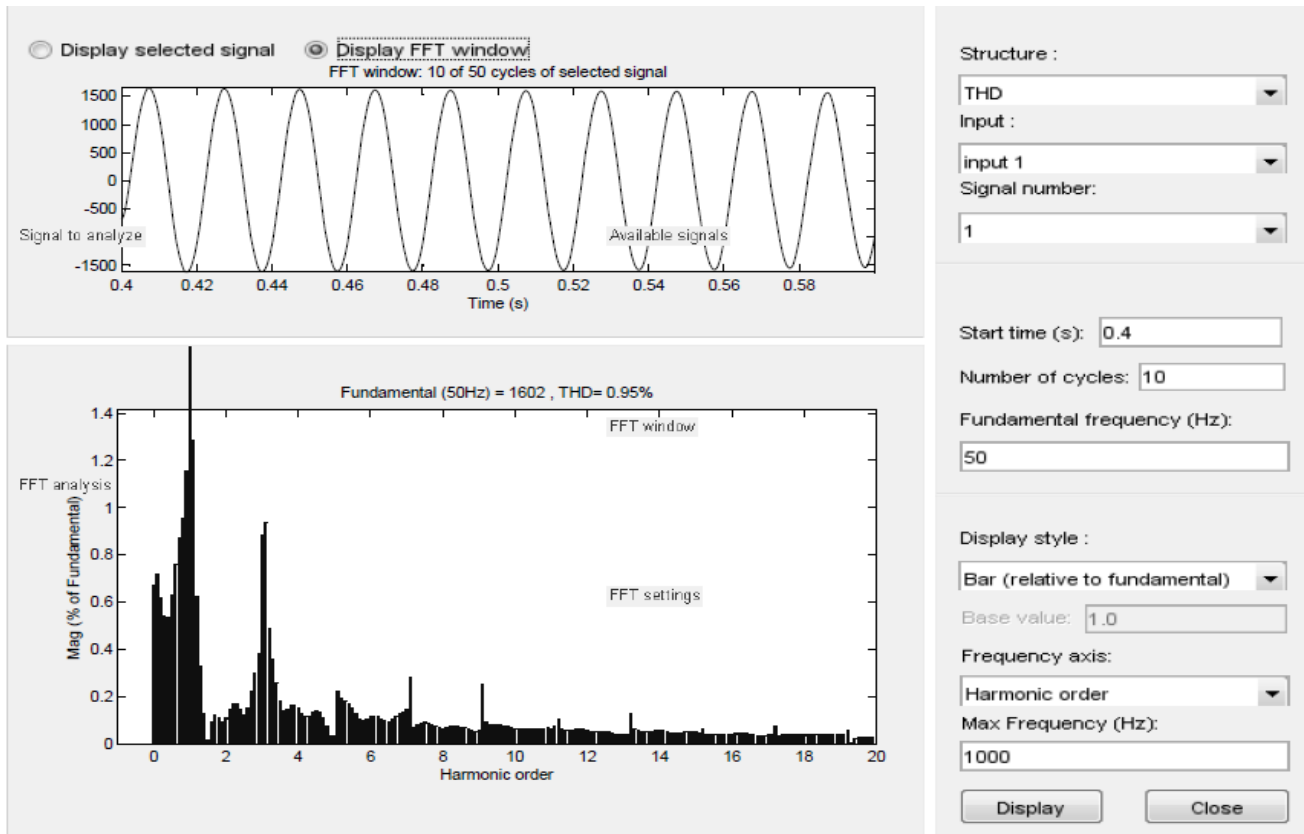 Display selected signal
Display FFT window
FFT window: 10 of 50 cycles of selected signal
1500
1000
500
0
-500
-1500
Signal to analyze
Available signals
0.4 0.42 0.44 0.46 0.48 0.5 0.52 0.54 0.56 0.58
Time (s)
Fundamental (50Hz) = 1602 , THD= 0.95%
1.4
1.2
1
0.8
0.6
0.4
0.2
0
Mag (% of Fundamental)
FFT analysis
FFT window
FFT settings
0 2 4 6 8 10 12 14 16 18 20
Harmonic order
Structure :
THD
Input :
input 1
Signal number:
1
Start time (s): 0.4
Number of cycles: 10
Fundamental frequency (Hz):
50
Display style :
Bar (relative to fundamental)
Base value: 1.0
Frequency axis:
Harmonic order
Max Frequency (Hz):
1000
Display
Close